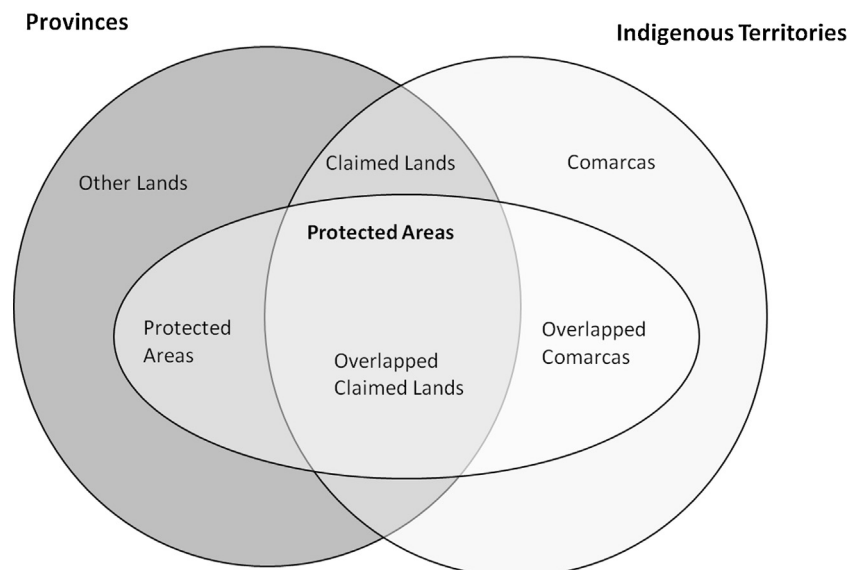 Provinces
Indigenous Territories
Claimed Lands
Comarcas
Other Lands
Protected Areas
Protected
Areas
Overlapped
Comarcas
Overlapped
Claimed Lands